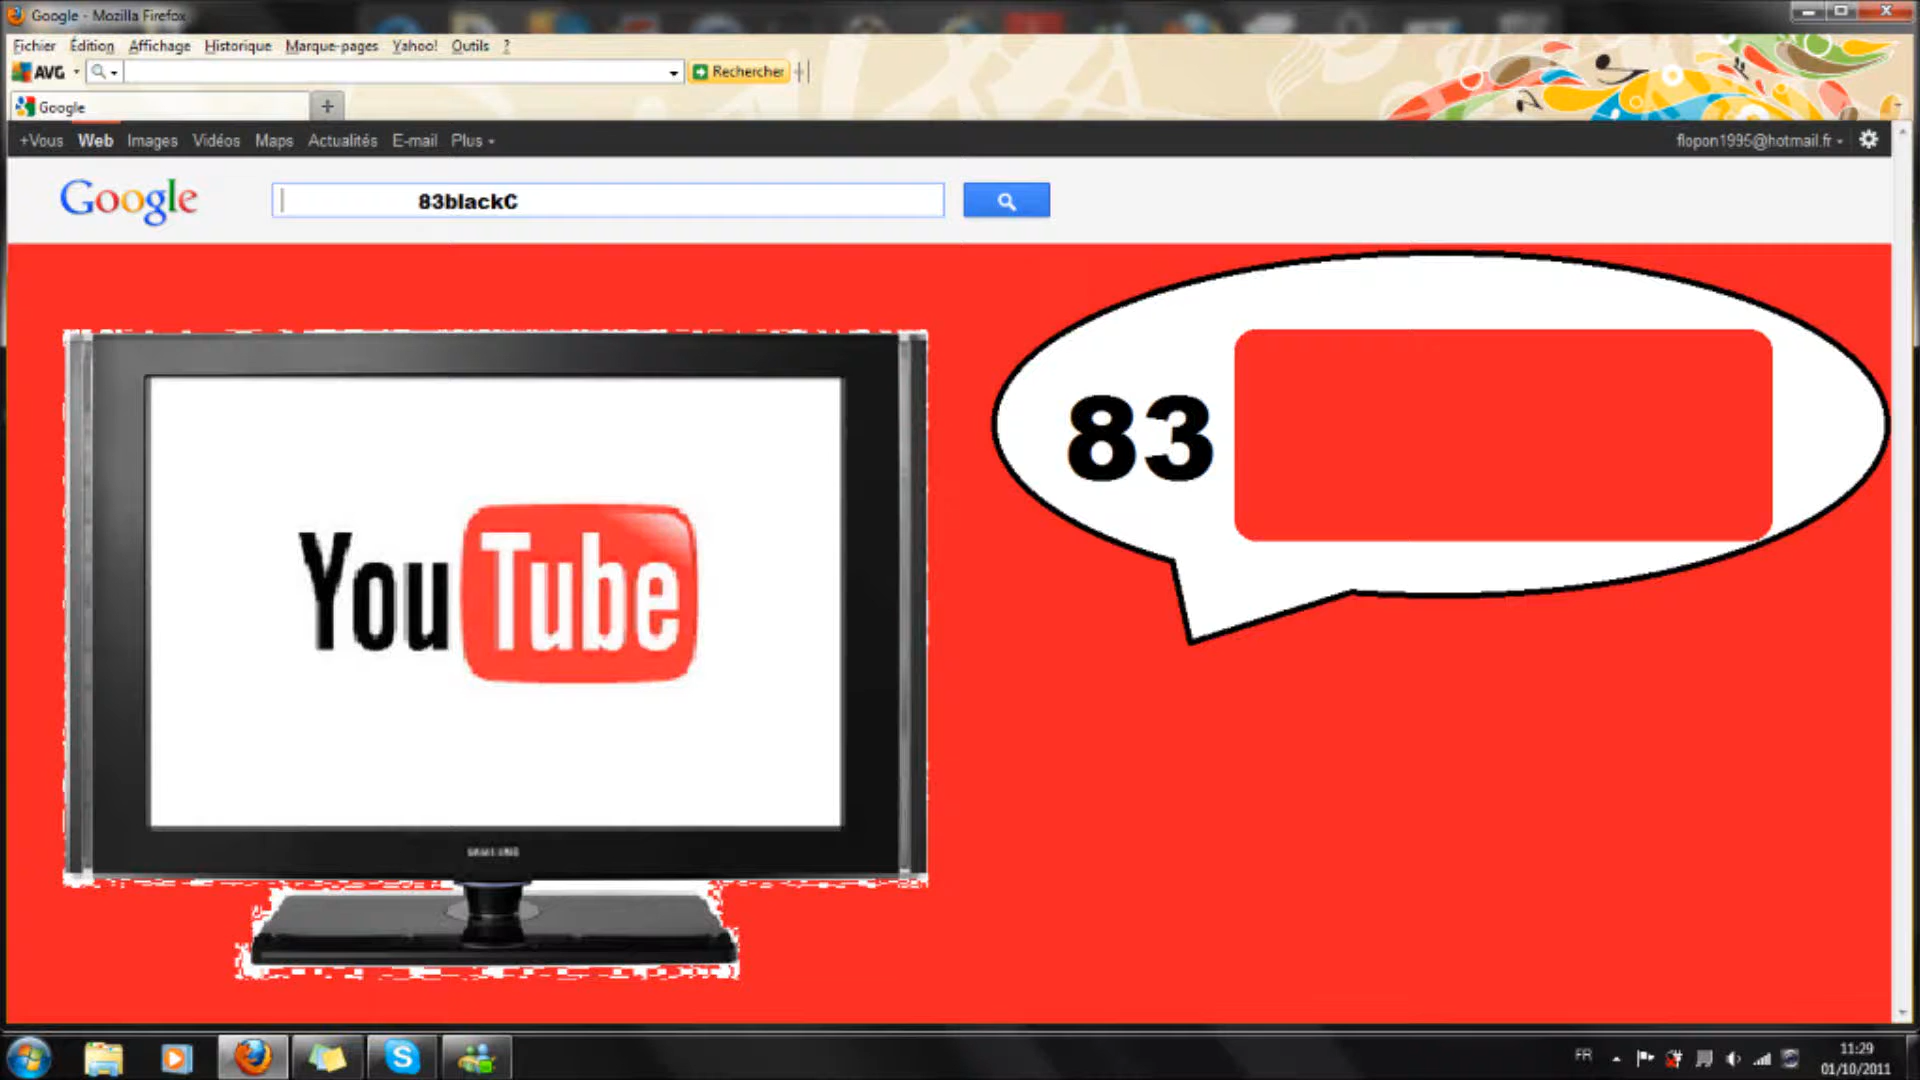 Google - Mozilla Firefox
Fichier Édition Affichage Historique Marque-pages Yahoo! Outils ?
AVG Rechercher
Google +
+Vous Web Images Vidéos Maps Actualités E-mail Plus flopon1995@hotmail.fr
Google 83blackC
83
YouTube
SAMSUNG
FR 11:29
01/10/2011